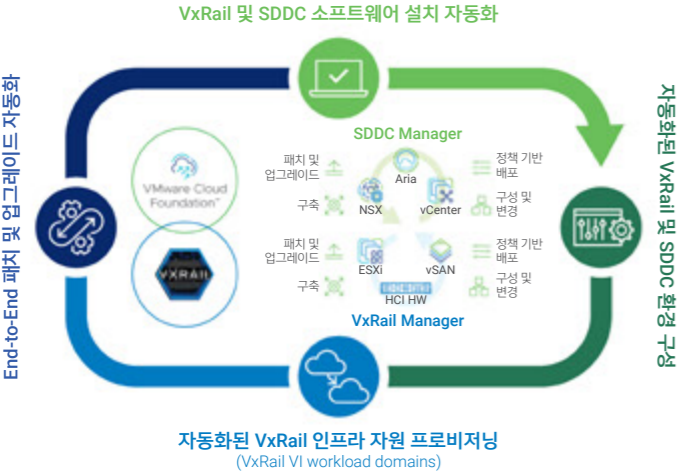 VxRail 및 SDDC 소프트웨어 설치 자동화
End-to-End 패치 및 업그레이드 자동화
자동화된 VxRail 및 SDDC 환경 구성
VMware Cloud
Foundation™
VXRAIL
SDDC Manager
패치 및
업그레이드
구축
Aria
NSX
vCenter
정책 기반
배포
구성 및
변경
패치 및
업그레이드
구축
ESXi
vSAN
HCI HW
정책 기반
배포
구성 및
변경
VxRail Manager
자동화된 VxRail 인프라 자원 프로비저닝
(VxRail VI workload domains)